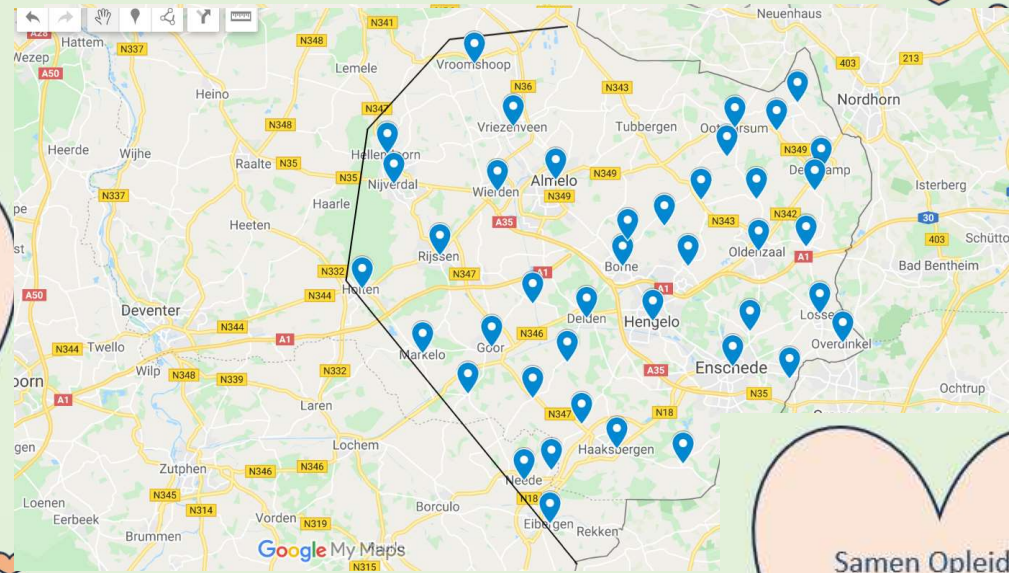 Neuenhaus
N341
A28
Hattem
N337
N348
403
213
Wezep
Vroomshoop
Lemele
A50
N36
N343
Heino
Nordhorn
N347
N348
Vriezenveen
Tubbergen
Heerde
Wijhe
N349
Raalte
N35
Almelo
N349
Nijverdal
N35
Wierden
N349
Isterberg
N337
Haarle
A35
N343
N342
30
Heeten
403
Oldenzaal
A1
Rijssen
Borne
Bad Bentheim
N332
N347
A1
A1
A50
N344
Holten
Deventer
Delden
Hengelo
N344
N346
Overdinkel
N344
Twello
A1
Markelo
Goor
Wilp
N348
N339
N332
A35
Enschede
N35
A1
Ochtrup
Laren
N347
N18
Lochem
Haaksbergen
Zutphen
N346
N346
Neede
N345
N18
Loenen
Borculo
N314
Eibergen
Eerbeek
Vorden
N319
Rekken
Brummen
Google My Maps
N315
Samen Opleid